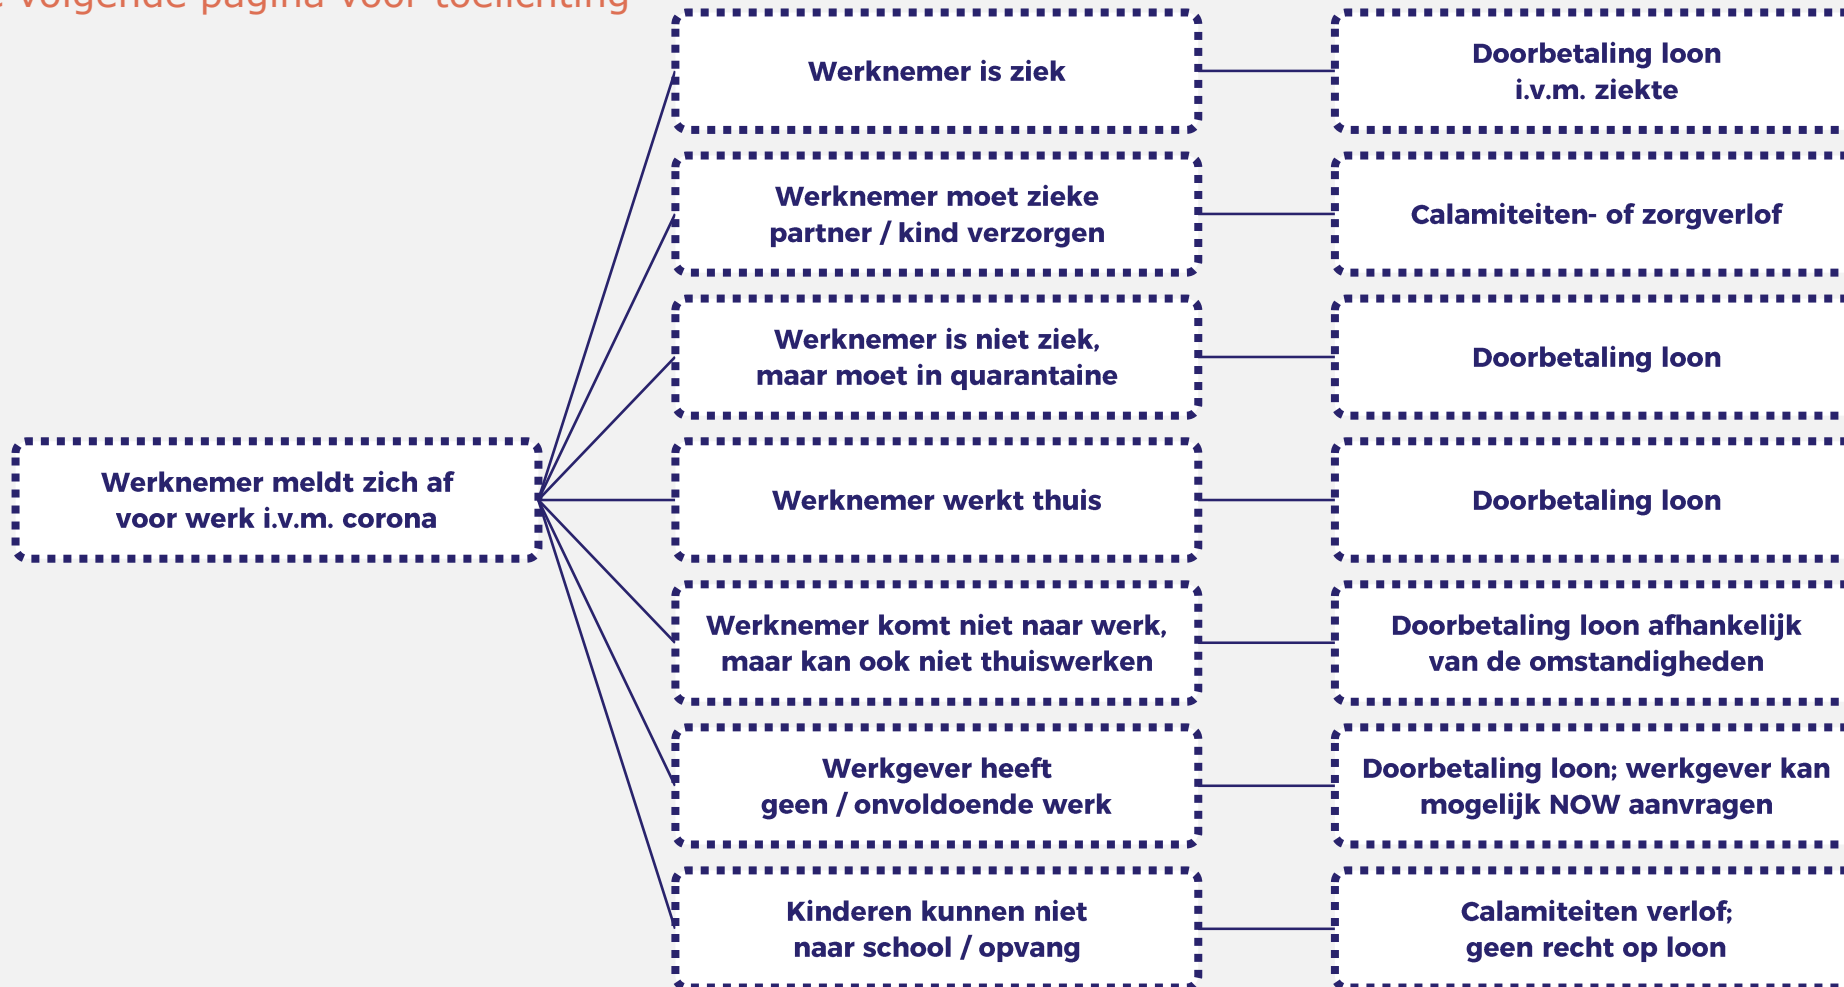 volgende pagina voor toelichting
Werknemer is ziek
Doorbetaling loon
i.v.m. ziekte
Werknemer moet zieke
partner / kind verzorgen
Calamiteiten- of zorgverlof
Werknemer is niet ziek,
maar moet in quarantaine
Doorbetaling loon
Werknemer meldt zich af
voor werk i.v.m. corona
Werknemer werkt thuis
Doorbetaling loon
Werknemer komt niet naar werk,
maar kan ook niet thuiswerken
Doorbetaling loon afhankelijk
van de omstandigheden
Werkgever heeft
geen / onvoldoende werk
Doorbetaling loon; werkgever kan
mogelijk NOW aanvragen
Kinderen kunnen niet
naar school / opvang
Calamiteiten verlof;
geen recht op loon